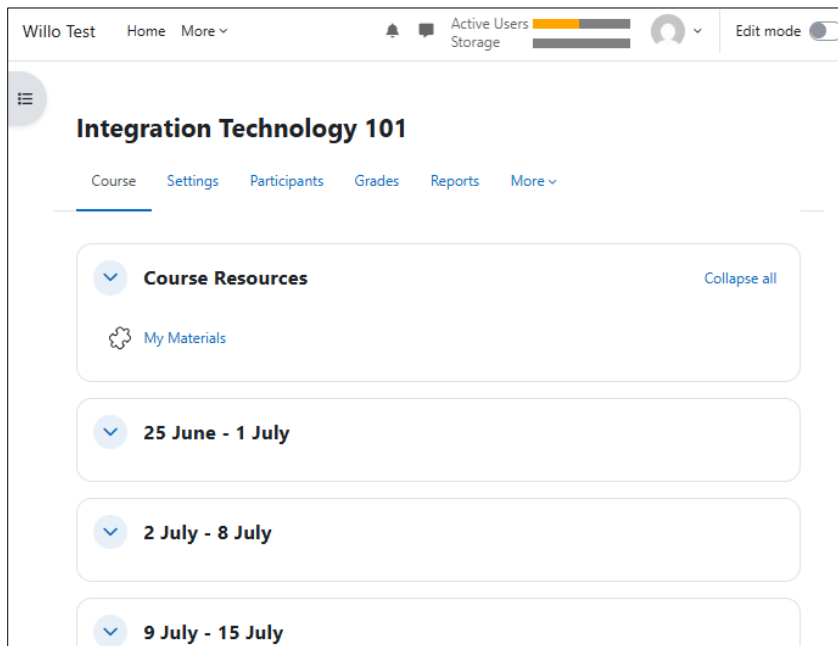 Willo Test Home More Active Users Edit mode
Storage
Integration Technology 101
Course Settings Participants Grades Reports More
Course Resources Collapse all
My Materials
25 June - 1 July
2 July - 8 July
9 July - 15 July